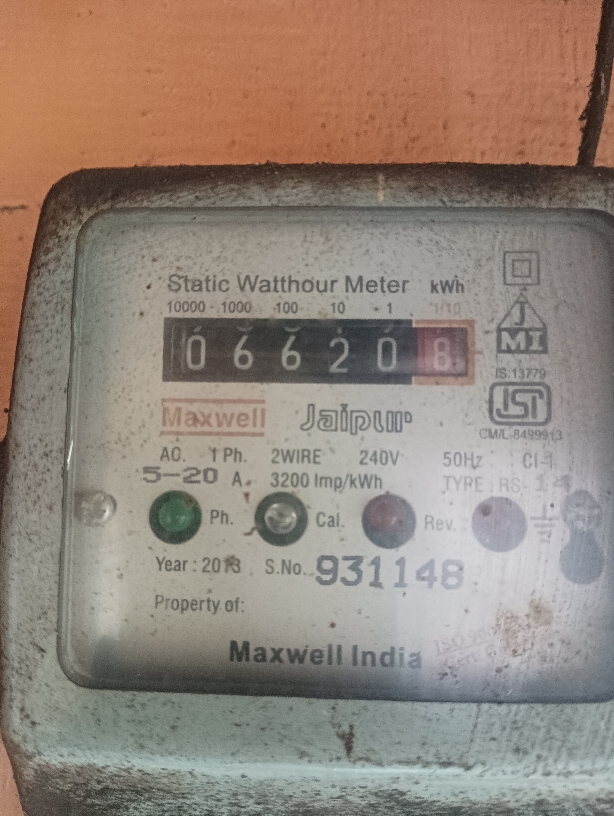 Static Watthour Meter kWh
10000 1000 100 10 1 1/10
0 6 6 2 0 8
J
MI
IS:13779
ISI
CM/L-8499913
Maxwell Jaipur
AC. 1 Ph. 2WIRE 240V 50Hz Cl-1
5-20 A. 3200 Imp/kWh TYPE : RS-
Ph. Cal. Rev.
Year : 2013 S.No. 931148
Property of:
Maxwell India